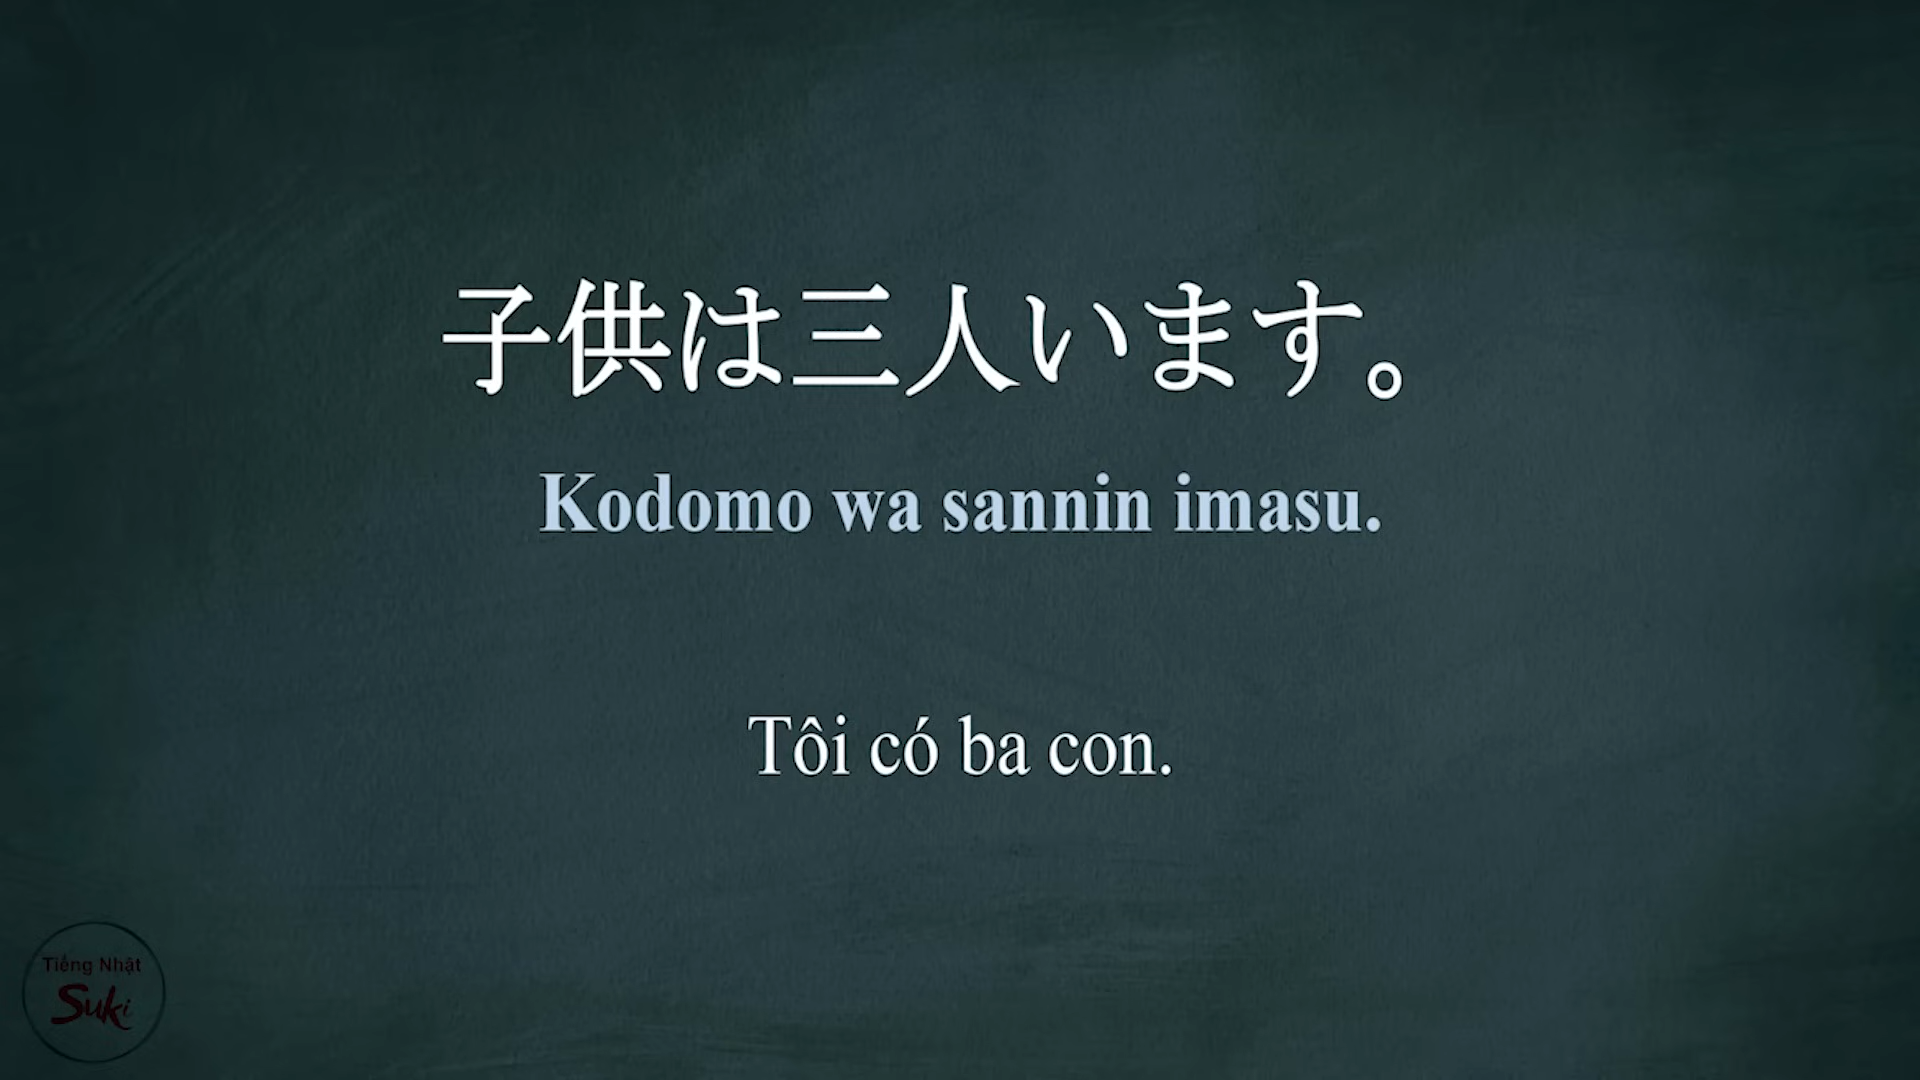 子供は三人います。
Kodomo wa sannin imasu.
Tôi có ba con.
Tiếng Nhật
Suki